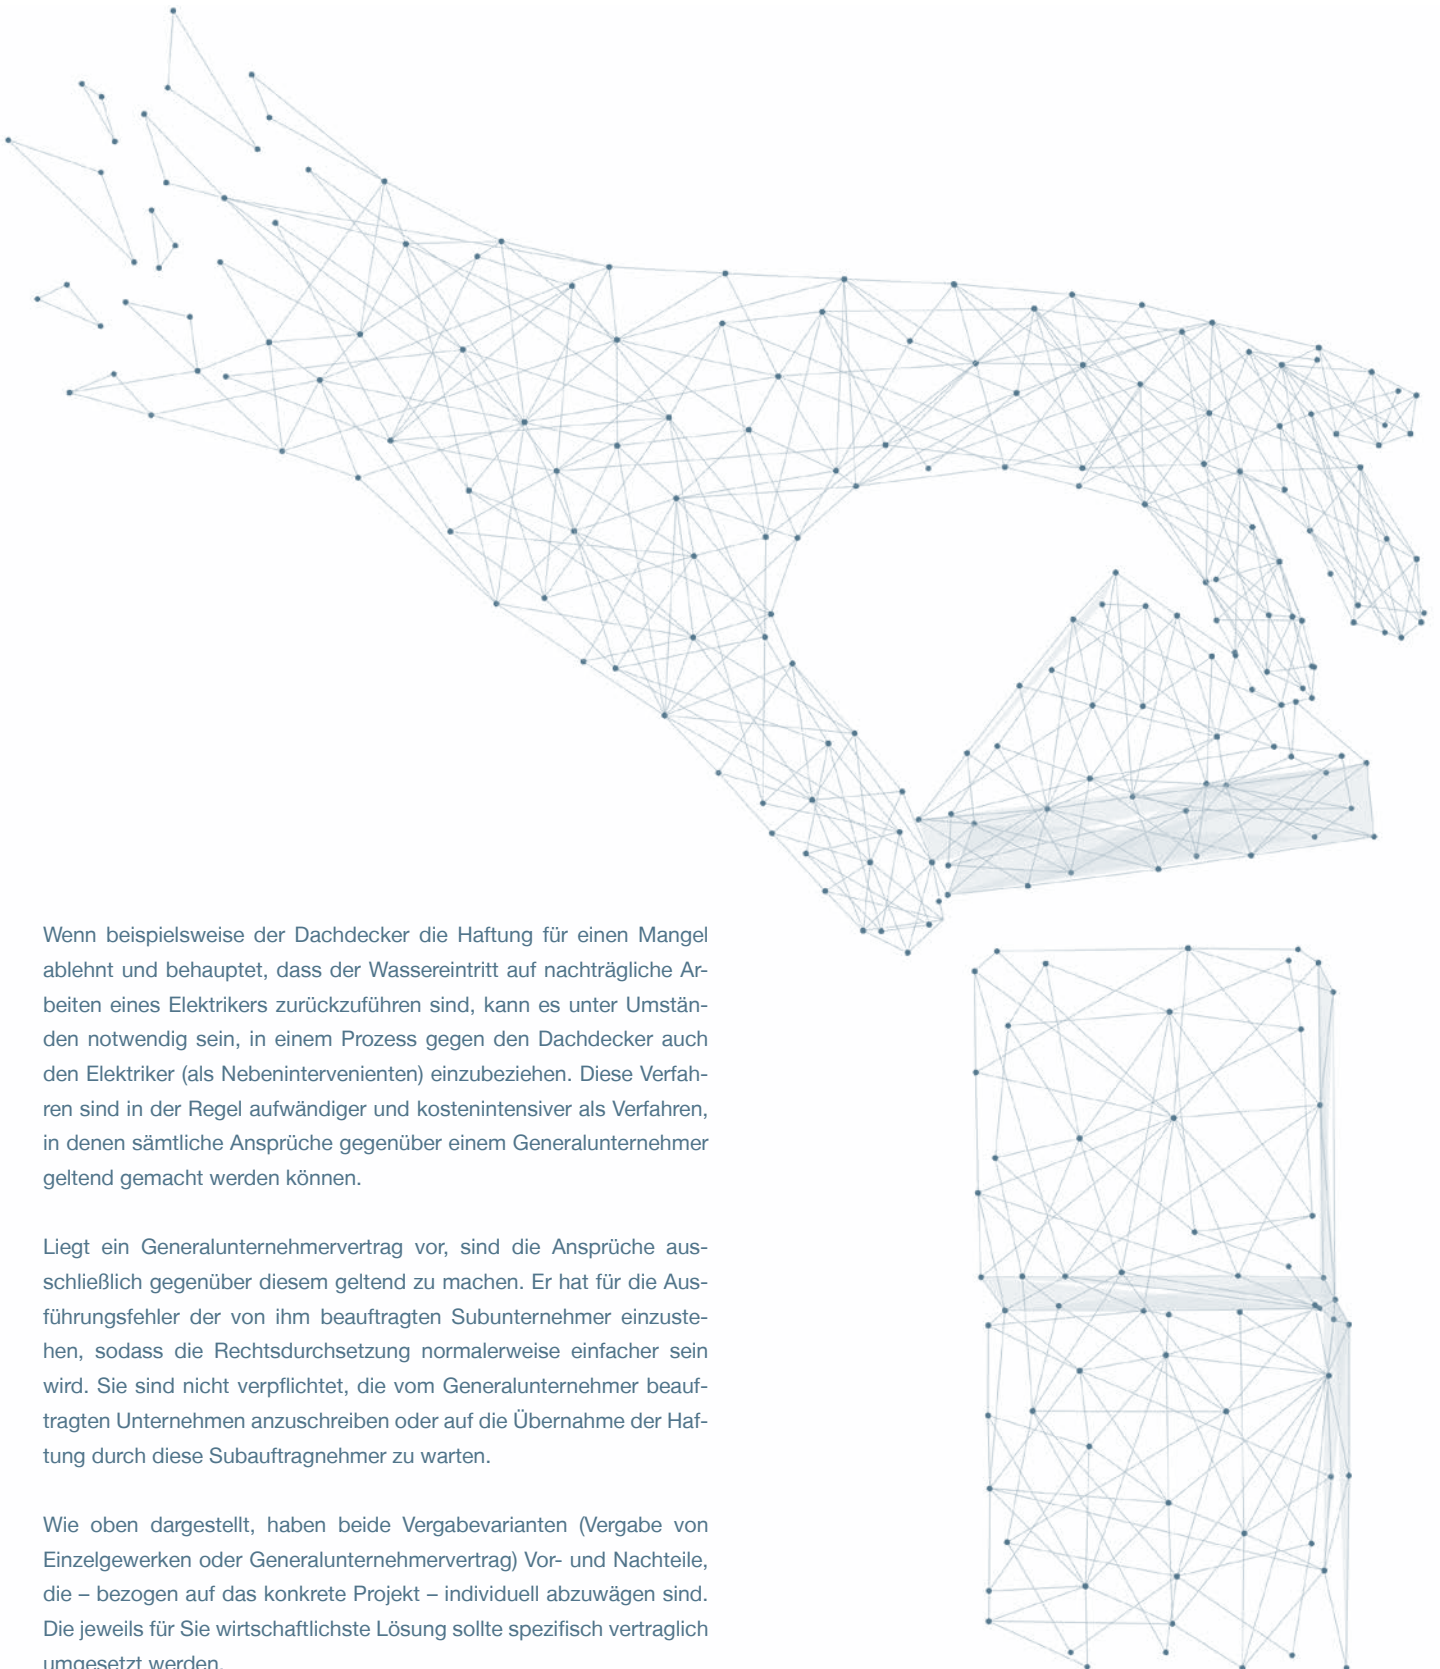 Wenn beispielsweise der Dachdecker die Haftung für einen Mangel
ablehnt und behauptet, dass der Wassereintritt auf nachträgliche Ar-
beiten eines Elektrikers zurückzuführen sind, kann es unter Umstän-
den notwendig sein, in einem Prozess gegen den Dachdecker auch
den Elektriker (als Nebenintervenienten) einzubeziehen. Diese Verfah-
ren sind in der Regel aufwändiger und kostenintensiver als Verfahren,
in denen sämtliche Ansprüche gegenüber einem Generalunternehmer
geltend gemacht werden können.
Liegt ein Generalunternehmervertrag vor, sind die Ansprüche aus-
schließlich gegenüber diesem geltend zu machen. Er hat für die Aus-
führungsfehler der von ihm beauftragten Subunternehmer einzuste-
hen, sodass die Rechtsdurchsetzung normalerweise einfacher sein
wird. Sie sind nicht verpflichtet, die vom Generalunternehmer beauf-
tragten Unternehmen anzuschreiben oder auf die Übernahme der Haf-
tung durch diese Subauftragnehmer zu warten.
Wie oben dargestellt, haben beide Vergabevarianten (Vergabe von
Einzelgewerken oder Generalunternehmervertrag) Vor- und Nachteile,
die – bezogen auf das konkrete Projekt – individuell abzuwägen sind.
Die jeweils für Sie wirtschaftlichste Lösung sollte spezifisch vertraglich
umgesetzt werden.